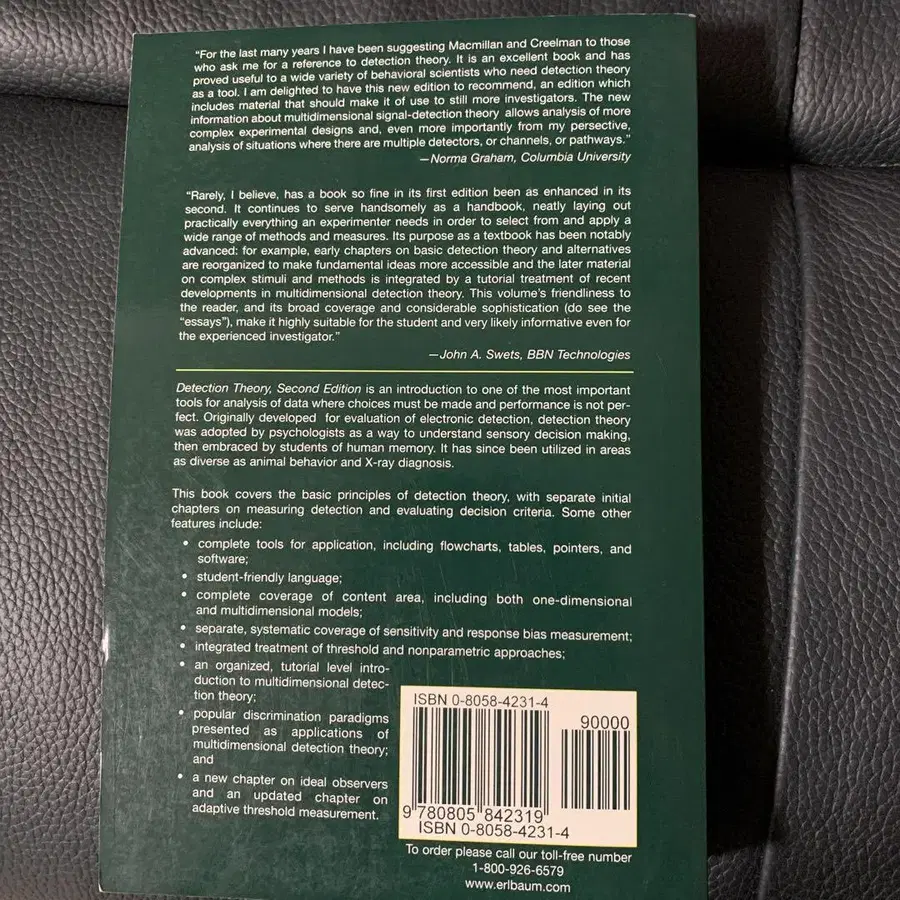 “For the last many years I have been suggesting Macmillan and Creelman to those
who ask me for a reference to detection theory. It is an excellent book and has
proved useful to a wide variety of behavioral scientists who need detection theory
as a tool. I am delighted to have this new edition to recommend, an edition which
includes material that should make it of use to still more investigators. The new
information about multidimensional signal-detection theory allows analysis of more
complex experimental designs and, even more importantly from my persective,
analysis of situations where there are multiple detectors, or channels, or pathways.”
—Norma Graham, Columbia University
“Rarely, I believe, has a book so fine in its first edition been as enhanced in its
second. It continues to serve handsomely as a handbook, neatly laying out
practically everything an experimenter needs in order to select from and apply a
wide range of methods and measures. Its purpose as a textbook has been notably
advanced: for example, early chapters on basic detection theory and alternatives
are reorganized to make fundamental ideas more accessible and the later material
on complex stimuli and methods is integrated by a tutorial treatment of recent
developments in multidimensional detection theory. This volume’s friendliness to
the reader, and its broad coverage and considerable sophistication (do see the
“essays”), make it highly suitable for the student and very likely informative even for
the experienced investigator.”
—John A. Swets, BBN Technologies
Detection Theory, Second Edition is an introduction to one of the most important
tools for analysis of data where choices must be made and performance is not per-
fect. Originally developed for evaluation of electronic detection, detection theory
was adopted by psychologists as a way to understand sensory decision making,
then embraced by students of human memory. It has since been utilized in areas
as diverse as animal behavior and X-ray diagnosis.
This book covers the basic principles of detection theory, with separate initial
chapters on measuring detection and evaluating decision criteria. Some other
features include:
• complete tools for application, including flowcharts, tables, pointers, and
software;
• student-friendly language;
• complete coverage of content area, including both one-dimensional
and multidimensional models;
• separate, systematic coverage of sensitivity and response bias measurement;
• integrated treatment of threshold and nonparametric approaches;
• an organized, tutorial level intro-
duction to multidimensional detec-
tion theory;
• popular discrimination paradigms
presented as applications of
multidimensional detection theory;
and
• a new chapter on ideal observers
and an updated chapter on
adaptive threshold measurement.
ISBN 0-8058-4231-4
90000
9 780805 842319
ISBN 0-8058-4231-4
To order please call our toll-free number
1-800-926-6579
www.erlbaum.com